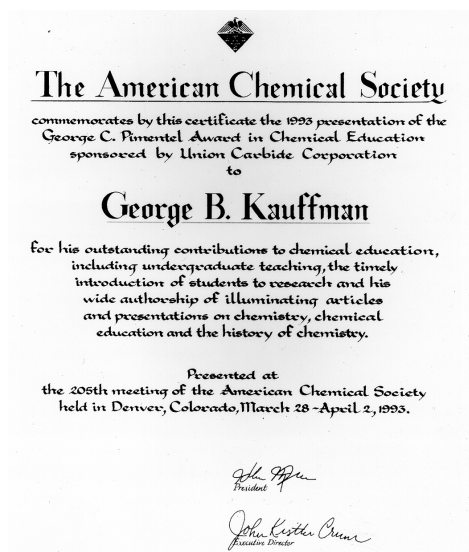 The American Chemical Society
commemorates by this certificate the 1993 presentation of the
George C. Pimentel Award in Chemical Education
sponsored by Union Carbide Corporation
to
George B. Kauffman
for his outstanding contributions to chemical education,
including undergraduate teaching, the timely
introduction of students to research and his
wide authorship of illuminating articles
and presentations on chemistry, chemical
education and the history of chemistry.
Presented at
the 205th meeting of the American Chemical Society
held in Denver, Colorado, March 28 - April 2, 1993.
John
President
John Kistler Crum
Executive Director